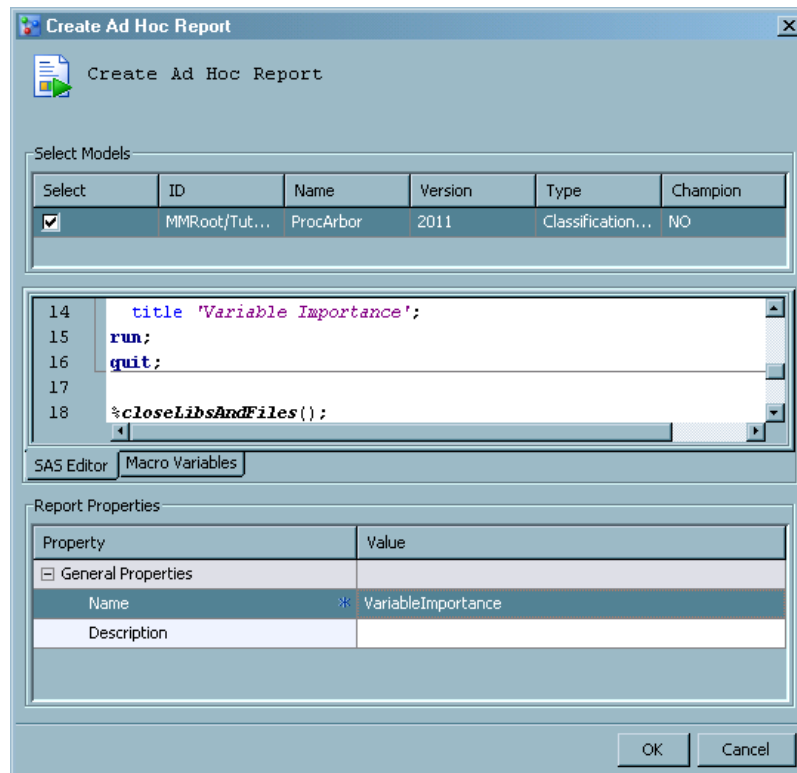 Create Ad Hoc Report
Create Ad Hoc Report
Select Models
Select ID Name Version Type Champion
MMRoot/Tut... ProcArbor 2011 Classification... NO
14 title 'Variable Importance';
15 run;
16 quit;
17
18 %closeLibsAndFiles();
SAS Editor Macro Variables
Report Properties
Property Value
General Properties
Name * VariableImportance
Description
OK Cancel